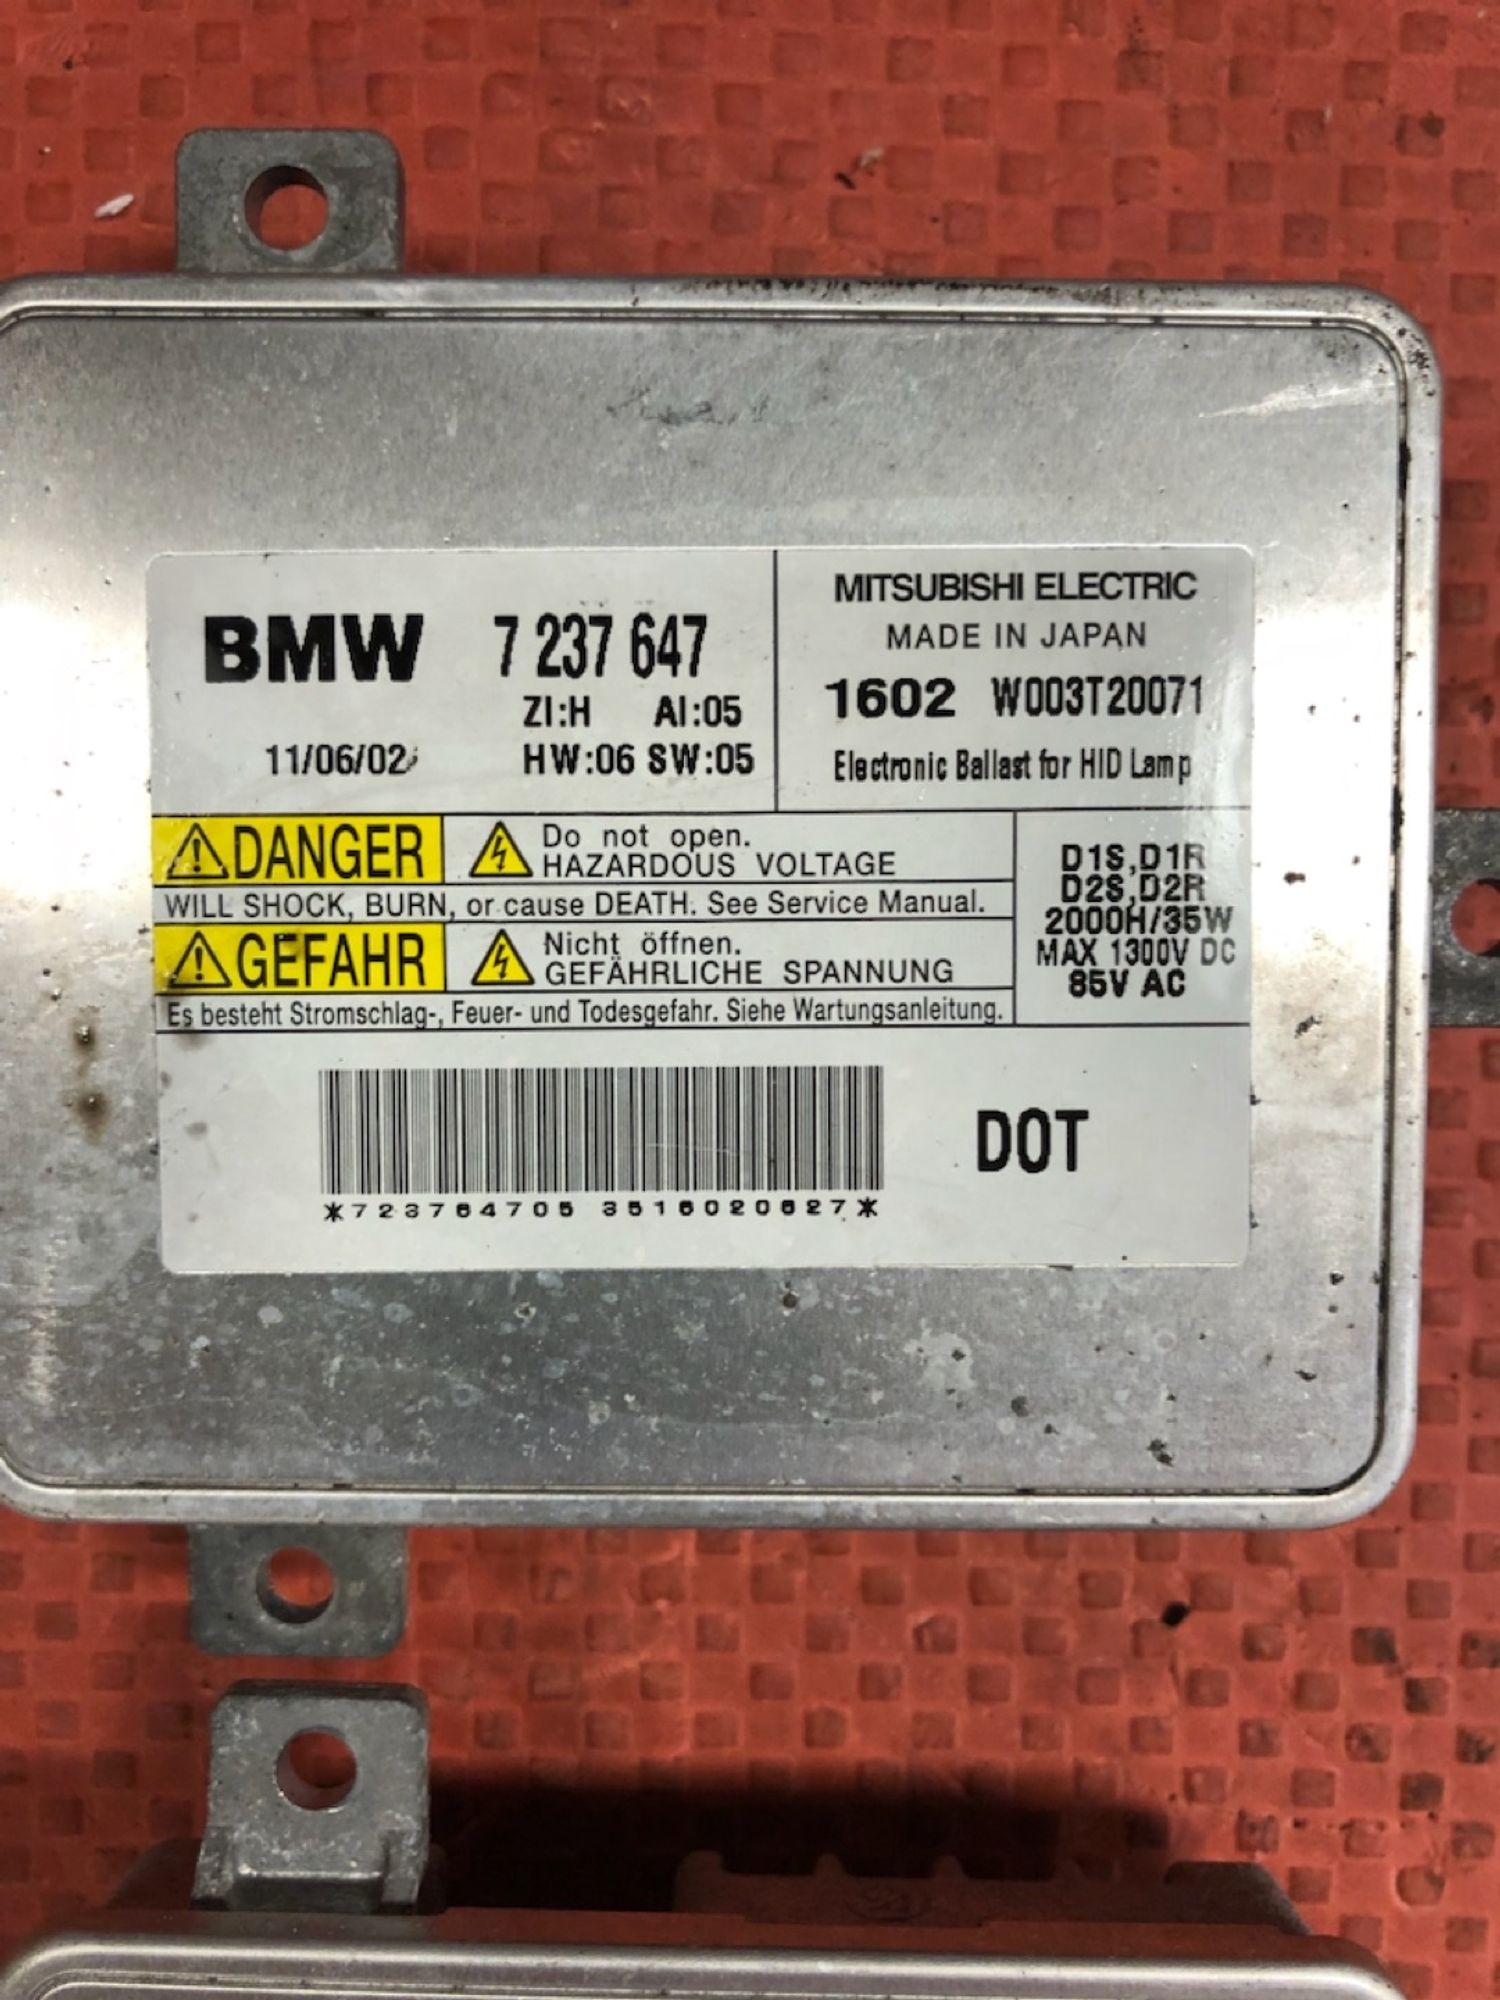 BMW 7 237 647
ZI:H AI:05
11/06/02 HW:06 SW:05
MITSUBISHI ELECTRIC
MADE IN JAPAN
1602 W003T20071
Electronic Ballast for HID Lamp
DANGER
Do not open.
HAZARDOUS VOLTAGE
WILL SHOCK, BURN, or cause DEATH. See Service Manual.
GEFAHR
Nicht öffnen.
GEFÄHRLICHE SPANNUNG
Es besteht Stromschlag-, Feuer- und Todesgefahr. Siehe Wartungsanleitung.
D1S,D1R
D2S,D2R
2000H/35W
MAX 1300V DC
85V AC
*723764705 3516020627*
DOT